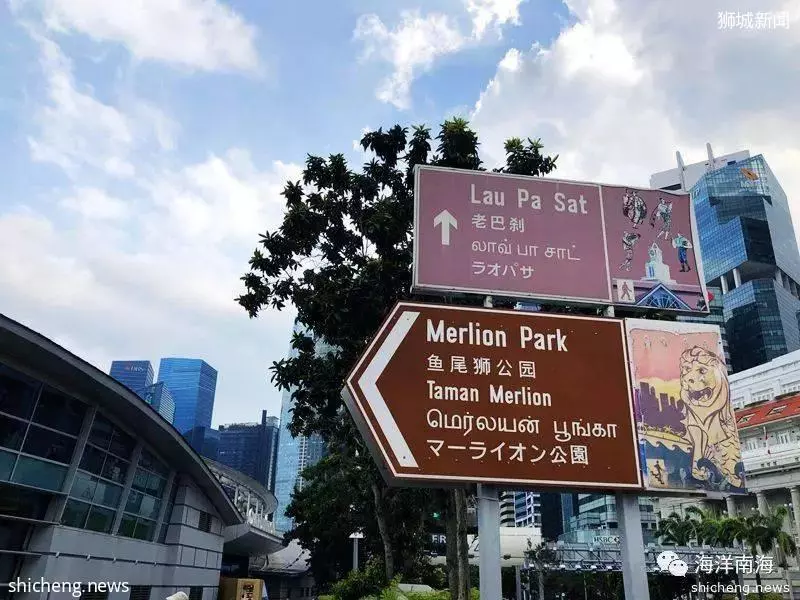 狮城新闻
Lau Pa Sat
老巴刹
லாவ் பா சாட்
ラオパサ
Merlion Park
鱼尾狮公园
Taman Merlion
மெர்லயன் பூங்கா
マーライオン公園
HSBC
海洋南海
shicheng.news
shicheng.news